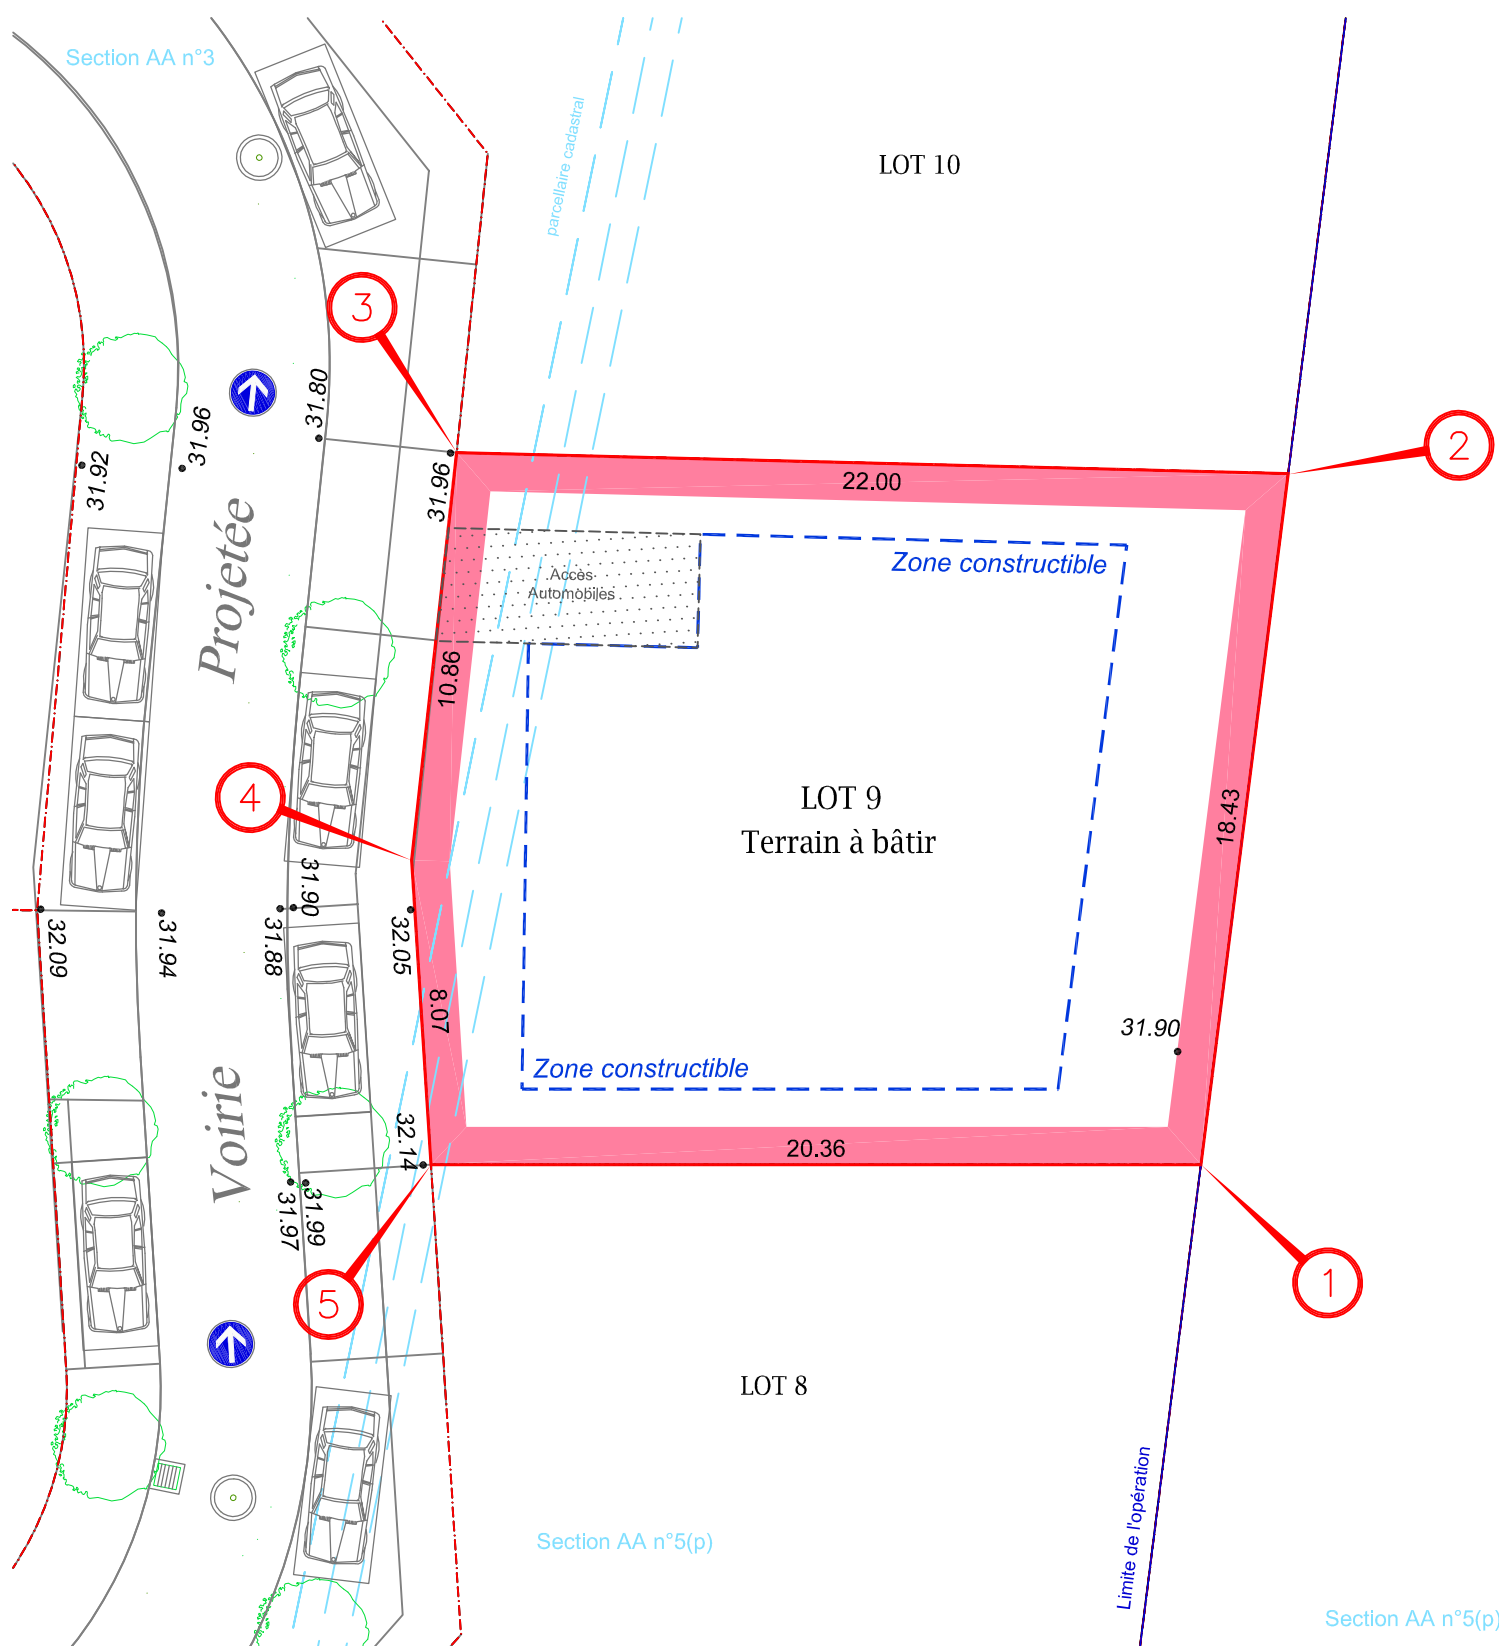 Section AA n°3
parcellaire cadastral
LOT 10
3
2
31.80
31.96
31.92
31.96
22.00
Zone constructible
Accès
Automobiles
Projetée
10.86
4
LOT 9
Terrain à bâtir
18.43
31.90
32.09
31.94
31.88
32.05
8.07
31.90
Zone constructible
Voirie
32.14
20.36
31.97
31.99
5
1
LOT 8
Limite de l'opération
Section AA n°5(p)
Section AA n°5(p)